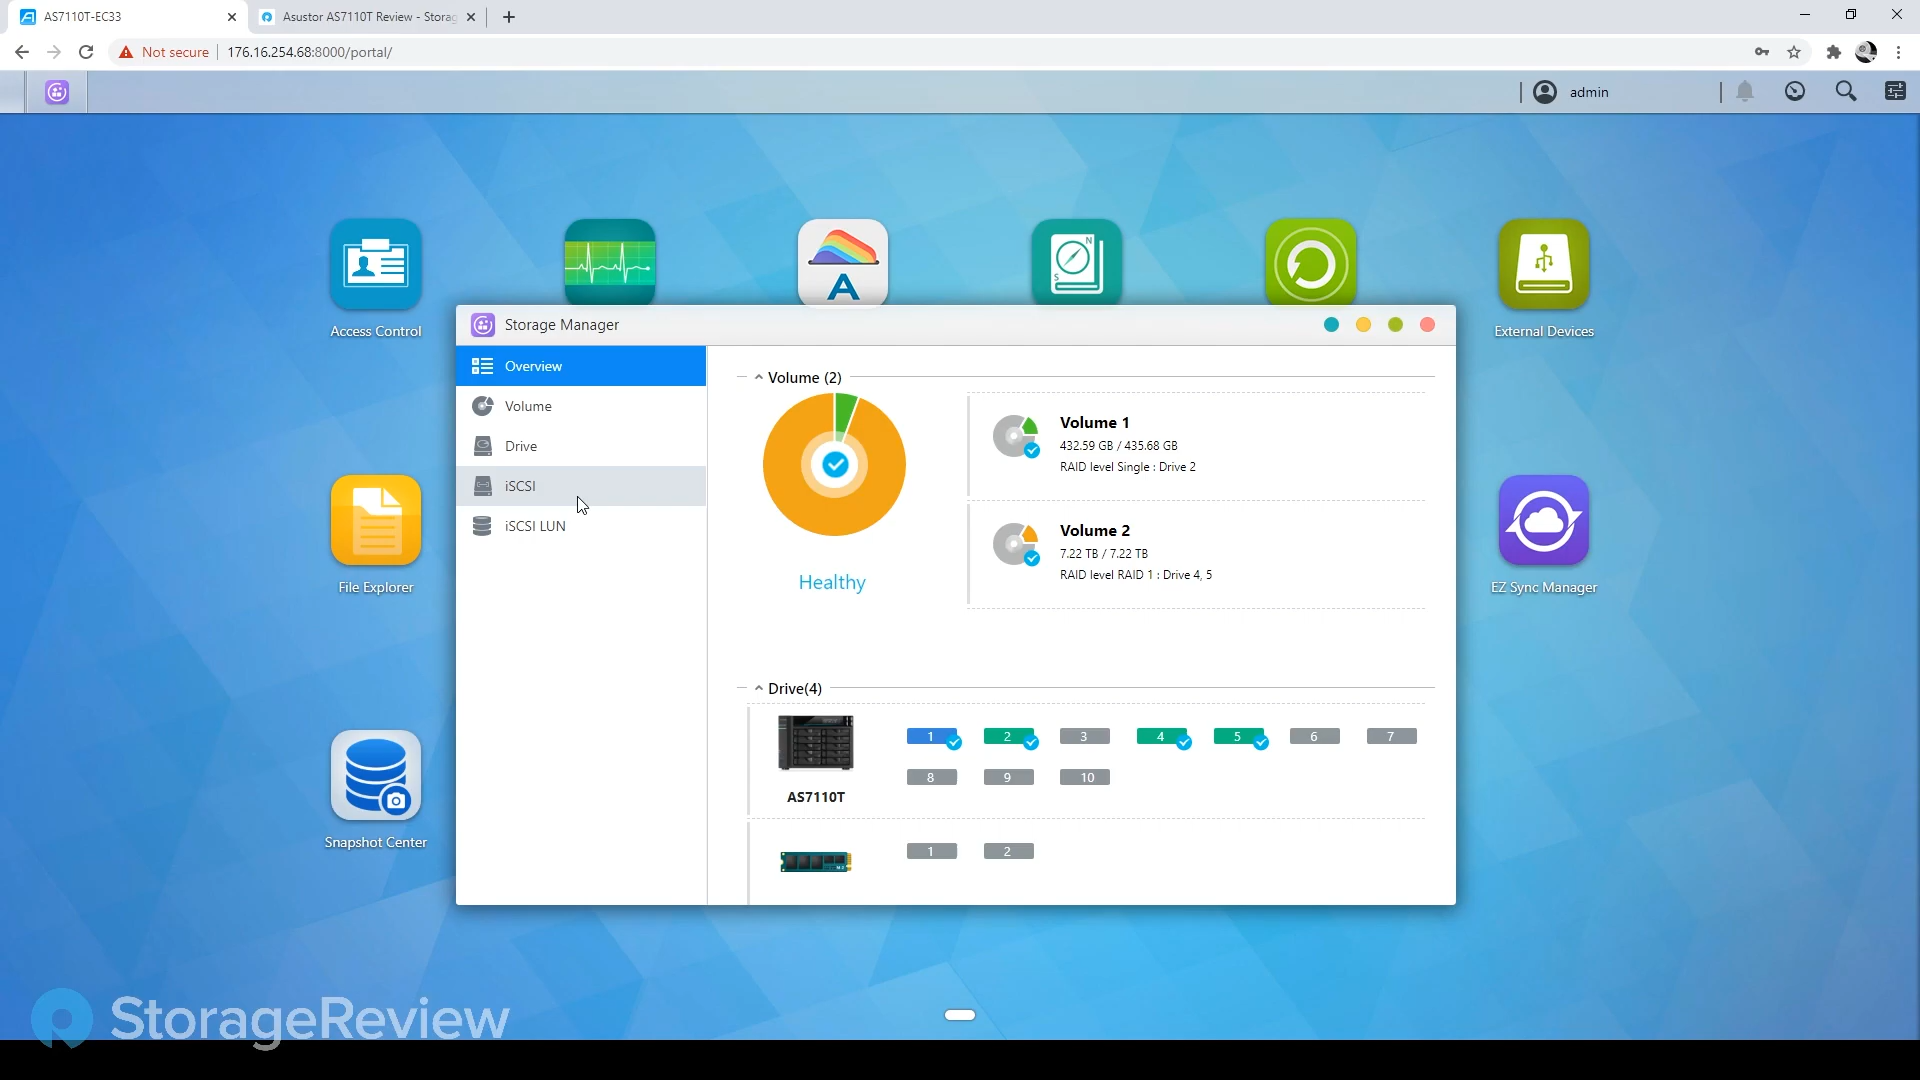 AS7110T-EC33
Asustor AS7110T Review - Storag
Not secure
176.16.254.68:8000/portal/
admin
N
S
A
Access Control
External Devices
Storage Manager
Overview
Volume
Drive
iSCSI
iSCSI LUN
Volume (2)
Healthy
Volume 1
432.59 GB / 435.68 GB
RAID level Single : Drive 2
Volume 2
7.22 TB / 7.22 TB
RAID level RAID 1 : Drive 4, 5
File Explorer
EZ Sync Manager
Drive(4)
1 2 3 4 5 6 7
8 9 10
AS7110T
1 2
Snapshot Center
StorageReview